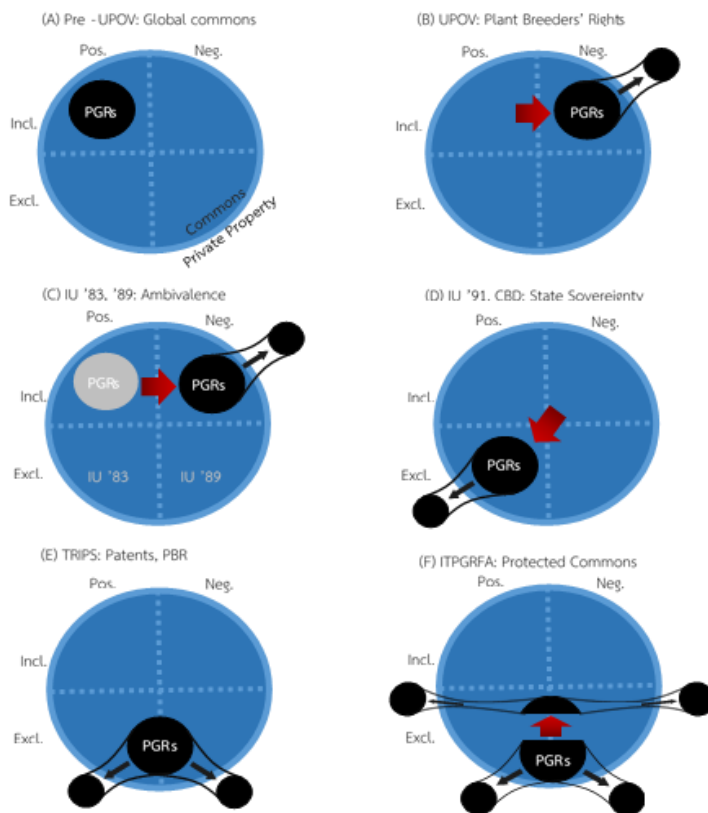 (A) Pre -UPOV: Global commons
Pos.
Neg.
PGRs
Incl.
Excl.
Commons
Private Property
(B) UPOV: Plant Breeders' Rights
Pos.
Neg.
PGRs
Incl.
Excl.
(C) IU '83, '89: Ambivalence
Pos.
Neg.
PGRs
PGRs
Incl.
Excl.
IU '83
IU '89
(D) IU '91. CBD: State Sovereignty
Pos.
Neg.
Incl.
PGRs
Excl.
(E) TRIPS: Patents, PBR
Pos.
Neg.
Incl.
Excl.
PGRs
(F) ITPGRFA: Protected Commons
Pos.
Neg.
Incl.
Excl.
PGRs